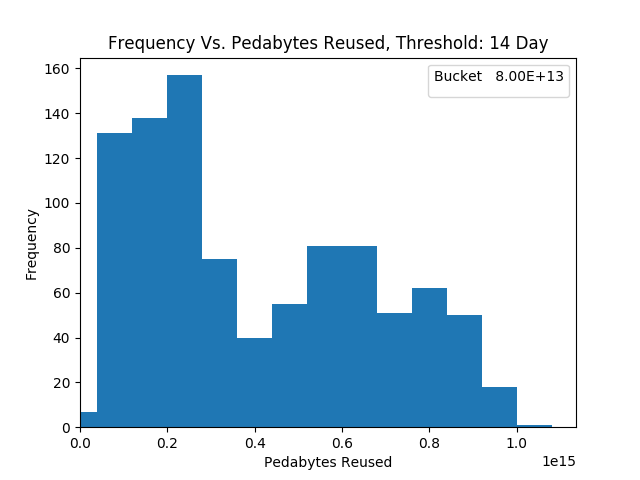 Frequency Vs. Pedabytes Reused, Threshold: 14 Day
Bucket 8.00E+13
160
140
120
100
80
60
40
20
0
Frequency
0.0 0.2 0.4 0.6 0.8 1.0
1e15
Pedabytes Reused